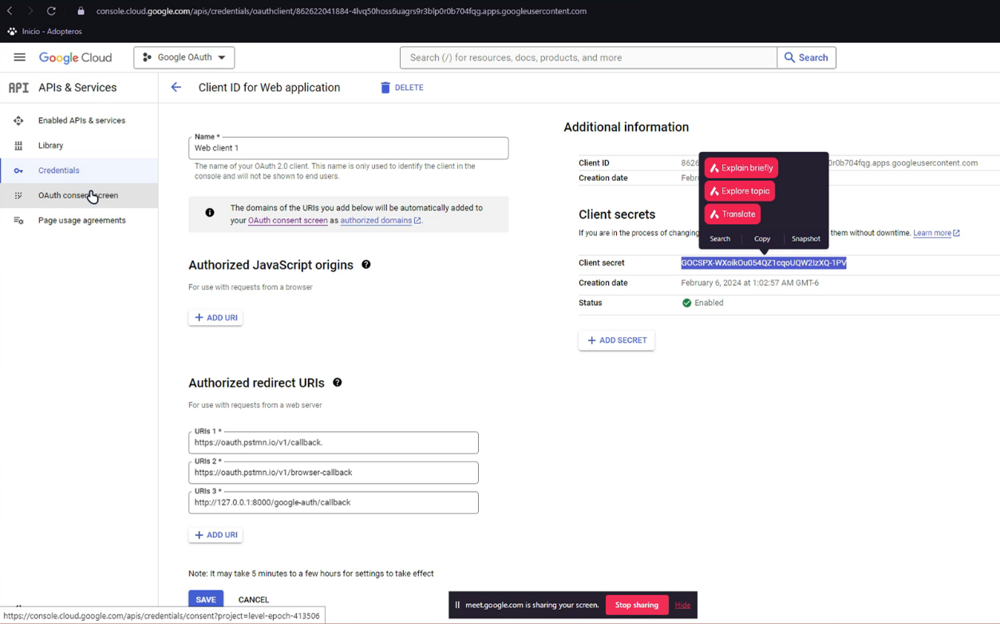 console.cloud.google.com/apis/credentials/oauthclient/862622041884-4lvq50hoss6uagrs9r3blp0r0b704fqg.apps.googleusercontent.com
Inicio - Adopteros
Google Cloud
Google OAuth
Search (/) for resources, docs, products, and more
Search
API APIs & Services
Client ID for Web application
DELETE
Enabled APIs & services
Library
Credentials
OAuth consent screen
Page usage agreements
Name *
Web client 1
The name of your OAuth 2.0 client. This name is only used to identify the client in the
console and will not be shown to end users.
The domains of the URIs you add below will be automatically added to
your OAuth consent screen as authorized domains.
Authorized JavaScript origins
For use with requests from a browser
ADD URI
Authorized redirect URIs
For use with requests from a web server
URIs 1 *
https://oauth.pstmn.io/v1/callback.
URIs 2 *
https://oauth.pstmn.io/v1/browser-callback
URIs 3 *
http://127.0.0.1:8000/google-auth/callback
ADD URI
Note: It may take 5 minutes to a few hours for settings to take effect
SAVE
CANCEL
Additional information
Client ID 8626 0r0b704fqg.apps.googleusercontent.com
Creation date Febr
Explain briefly
Explore topic
Translate
Search Copy Snapshot
Client secrets
If you are in the process of changing them without downtime. Learn more
Client secret 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
Creation date February 6, 2024 at 1:02:57 AM GMT-6
Status Enabled
ADD SECRET
meet.google.com is sharing your screen.
Stop sharing
Hide
https://console.cloud.google.com/apis/credentials/consent?project=level-epoch-413506